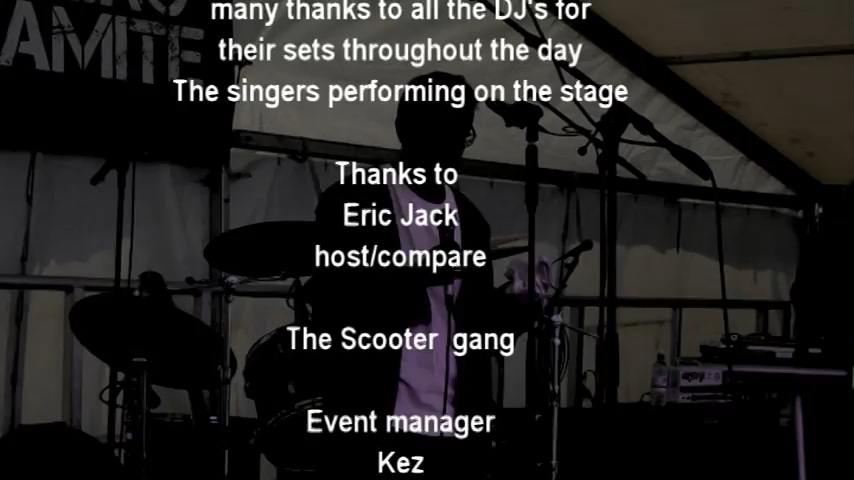 AMITE
many thanks to all the DJ's for
their sets throughout the day
The singers performing on the stage
Thanks to
Eric Jack
host/compare
The Scooter gang
Event manager
Kez